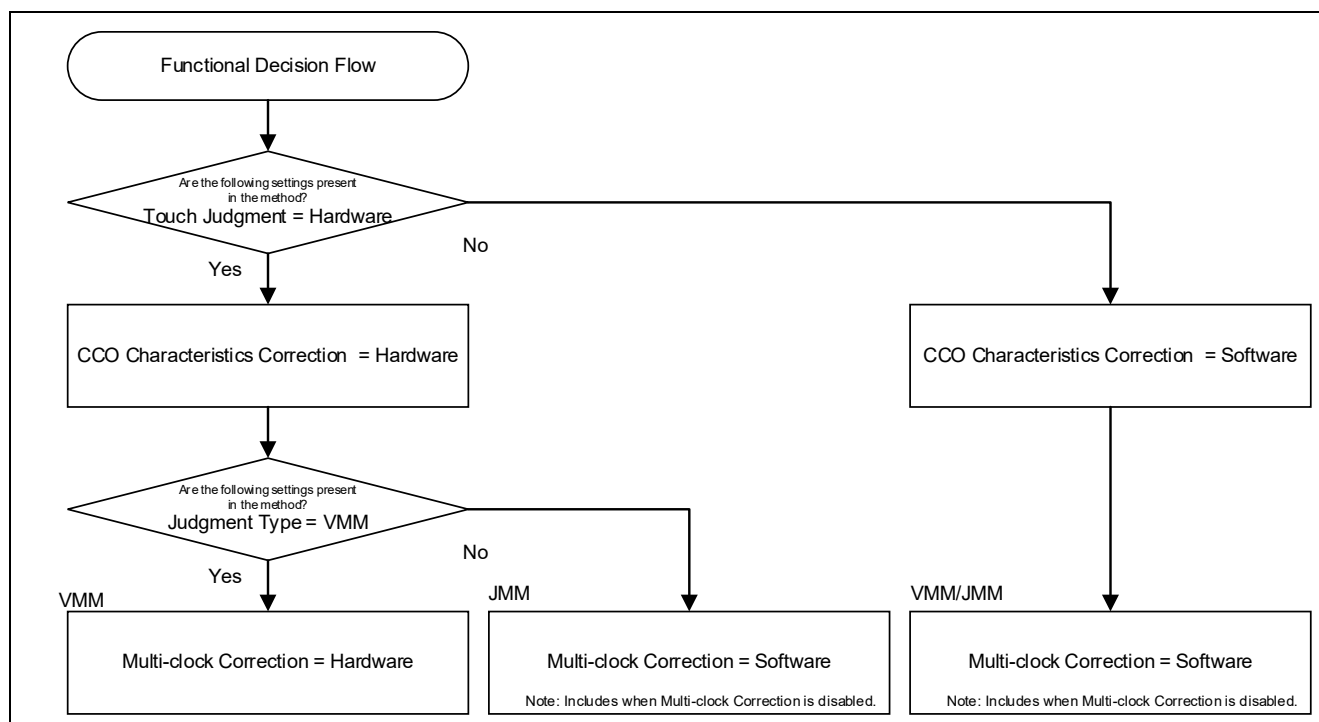 Functional Decision Flow
Are the following settings present
in the method?
Touch Judgment = Hardware
No
Yes
CCO Characteristics Correction = Hardware
CCO Characteristics Correction = Software
Are the following settings present
in the method?
Judgment Type = VMM
No
Yes
VMM
JMM
VMM/JMM
Multi-clock Correction = Hardware
Multi-clock Correction = Software
Note: Includes when Multi-clock Correction is disabled.
Multi-clock Correction = Software
Note: Includes when Multi-clock Correction is disabled.